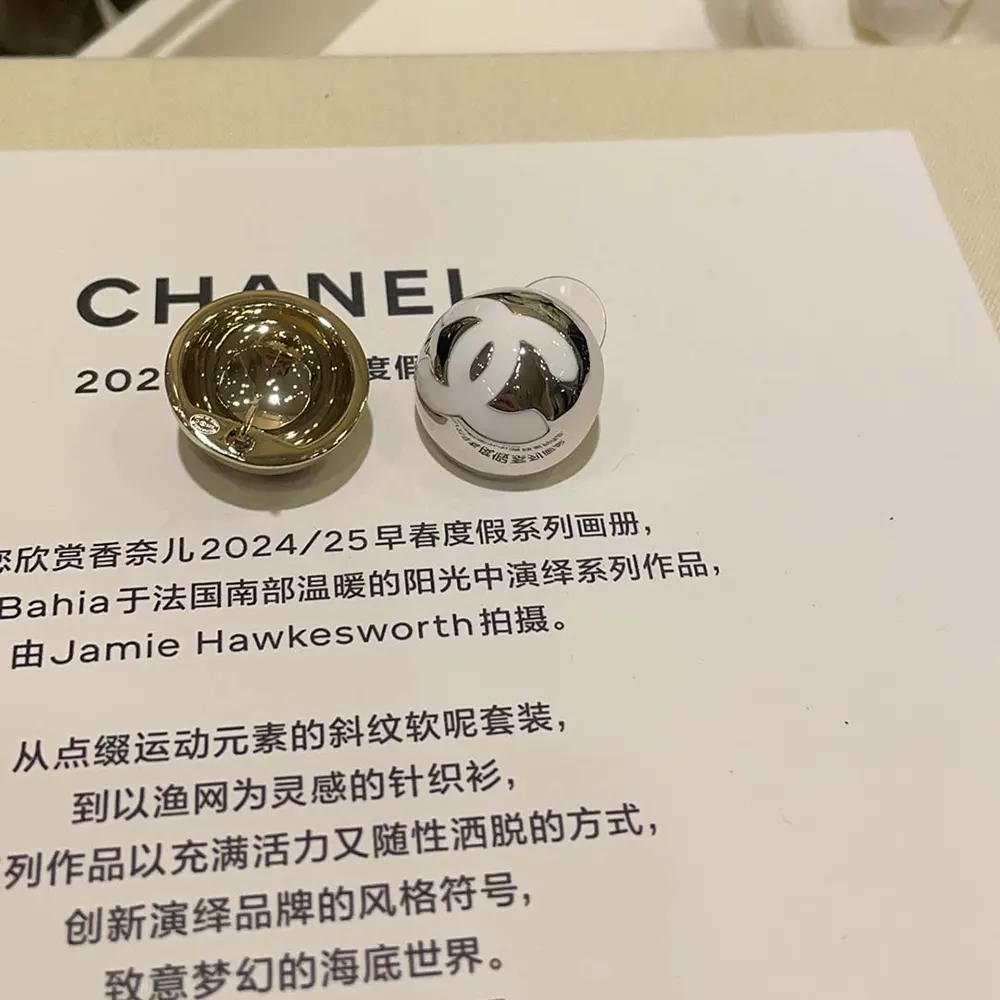 CHANEL
202 度假
您欣赏香奈儿2024/25早春度假系列画册，
Bahia于法国南部温暖的阳光中演绎系列作品，
由Jamie Hawkesworth拍摄。
从点缀运动元素的斜纹软呢套装，
到以渔网为灵感的针织衫，
列作品以充满活力又随性洒脱的方式，
创新演绎品牌的风格符号，
致意梦幻的海底世界。